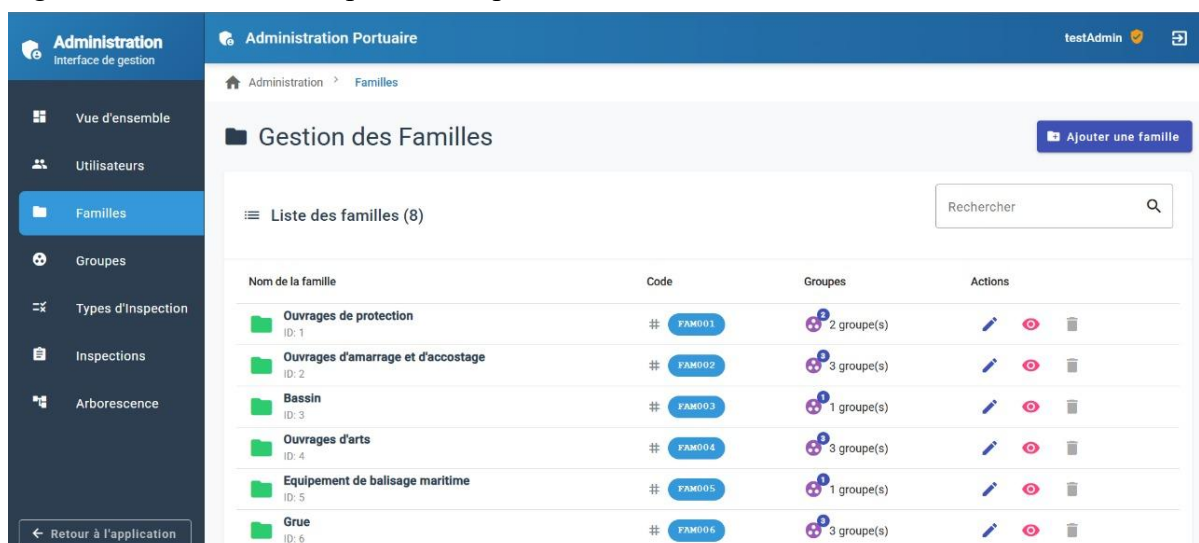 Administration
Interface de gestion
Administration Portuaire
testAdmin
Administration > Familles
Vue d'ensemble
Utilisateurs
Familles
Groupes
Types d'Inspection
Inspections
Arborescence
← Retour à l'application
Gestion des Familles
Ajouter une famille
Liste des familles (8)
Rechercher
Nom de la famille Code Groupes Actions
Ouvrages de protection
ID: 1
# FAM001 2 2 groupe(s)
Ouvrages d'amarrage et d'accostage
ID: 2
# FAM002 3 3 groupe(s)
Bassin
ID: 3
# FAM003 1 1 groupe(s)
Ouvrages d'arts
ID: 4
# FAM004 3 3 groupe(s)
Equipement de balisage maritime
ID: 5
# FAM005 1 1 groupe(s)
Grue
ID: 6
# FAM006 3 3 groupe(s)